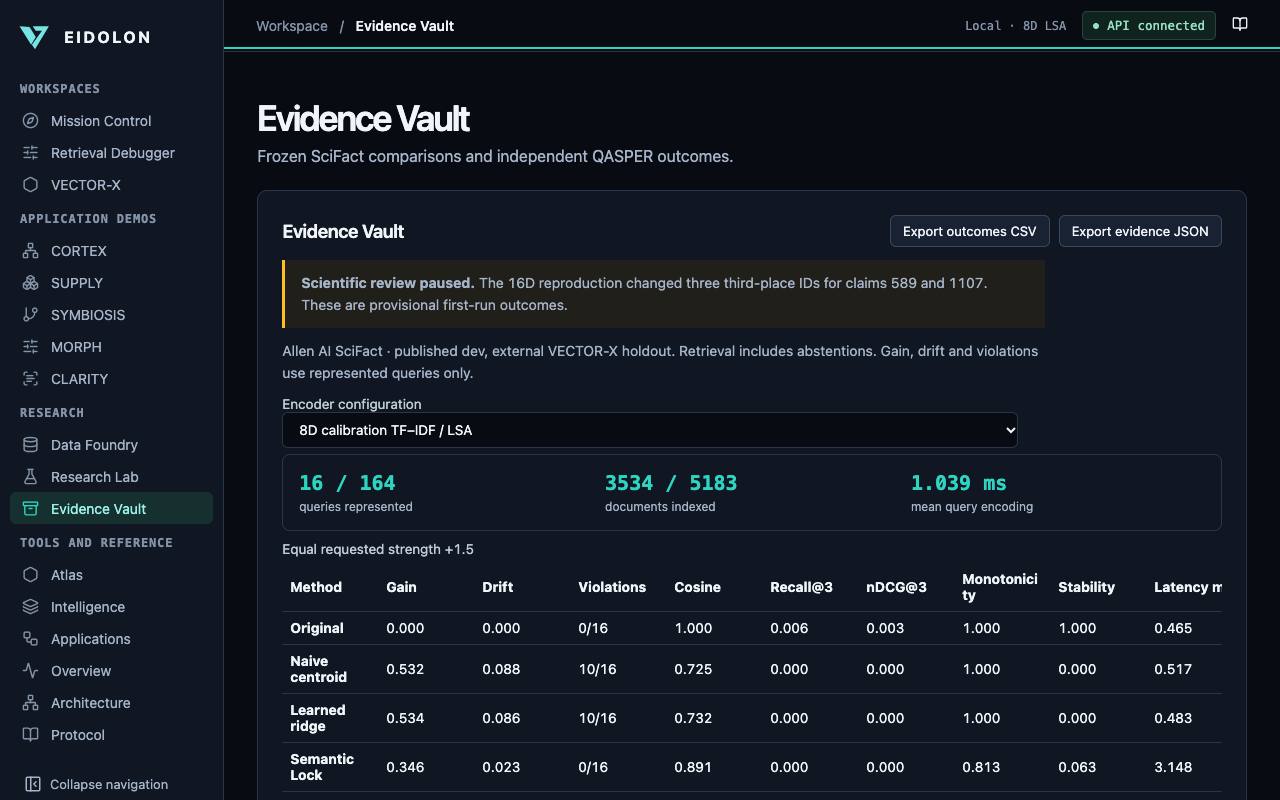 EIDOLON
WORKSPACES
Mission Control
Retrieval Debugger
VECTOR-X
APPLICATION DEMOS
CORTEX
SUPPLY
SYMBIOSIS
MORPH
CLARITY
RESEARCH
Data Foundry
Research Lab
Evidence Vault
TOOLS AND REFERENCE
Atlas
Intelligence
Applications
Overview
Architecture
Protocol
Collapse navigation
Workspace / Evidence Vault
Local · 8D LSA
API connected
Evidence Vault
Frozen SciFact comparisons and independent QASPER outcomes.
Evidence Vault
Export outcomes CSV
Export evidence JSON
Scientific review paused. The 16D reproduction changed three third-place IDs for claims 589 and 1107.
These are provisional first-run outcomes.
Allen AI SciFact · published dev, external VECTOR-X holdout. Retrieval includes abstentions. Gain, drift and violations
use represented queries only.
Encoder configuration
8D calibration TF–IDF / LSA
16 / 164 3534 / 5183 1.039 ms
queries represented documents indexed mean query encoding
Equal requested strength +1.5
Method Gain Drift Violations Cosine Recall@3 nDCG@3 Monotonici
ty Stability Latency m
Original 0.000 0.000 0/16 1.000 0.006 0.003 1.000 1.000 0.465
Naive
centroid 0.532 0.088 10/16 0.725 0.000 0.000 1.000 0.000 0.517
Learned
ridge 0.534 0.086 10/16 0.732 0.000 0.000 1.000 0.000 0.483
Semantic
Lock 0.346 0.023 0/16 0.891 0.000 0.000 0.813 0.063 3.148